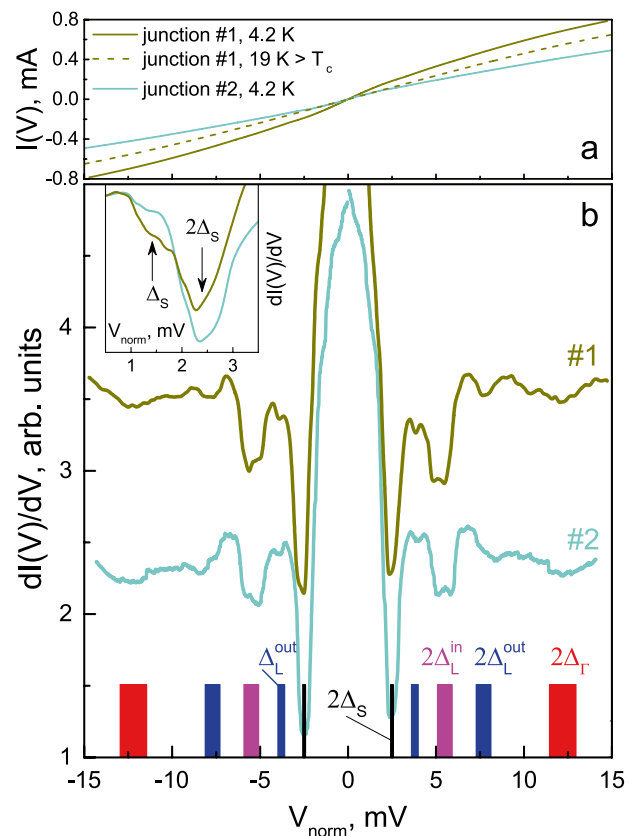 junction #1, 4.2 K
junction #1, 19 K > T_c
junction #2, 4.2 K
I(V), mA
0.8
0.4
0.0
-0.4
-0.8
a
b
2Δ_S
Δ_S
dI(V)/dV
V_norm, mV
1 2 3
dI(V)/dV, arb. units
4
3
2
1
#1
#2
Δ_L^out
2Δ_S
2Δ_L^in
2Δ_L^out
2Δ_Γ
-15 -10 -5 0 5 10 15
V_norm, mV